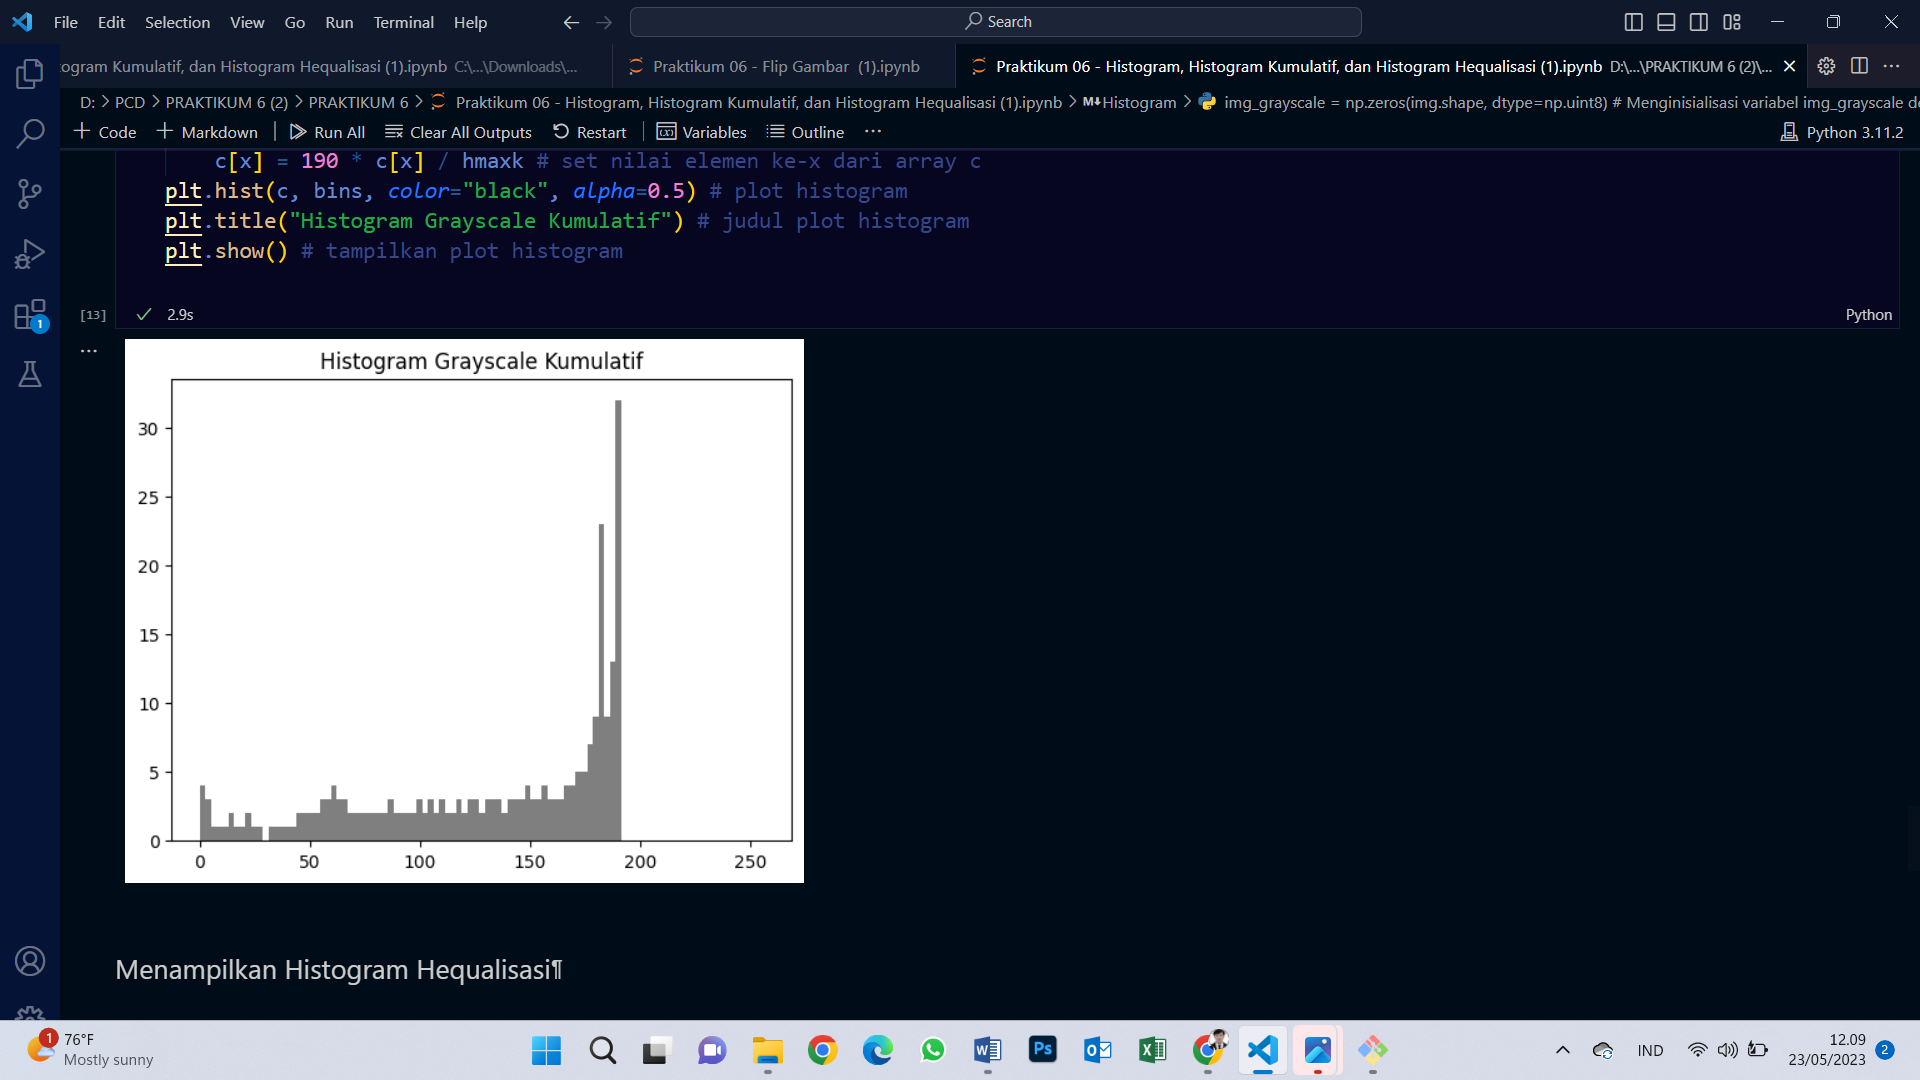 File Edit Selection View Go Run Terminal Help Search
togram Kumulatif, dan Histogram Hequalisasi (1).ipynb C:\...\Downloads\... Praktikum 06 - Flip Gambar (1).ipynb Praktikum 06 - Histogram, Histogram Kumulatif, dan Histogram Hequalisasi (1).ipynb D:\...\PRAKTIKUM 6 (2)\...
D: > PCD > PRAKTIKUM 6 (2) > PRAKTIKUM 6 > Praktikum 06 - Histogram, Histogram Kumulatif, dan Histogram Hequalisasi (1).ipynb > M↓Histogram > img_grayscale = np.zeros(img.shape, dtype=np.uint8) # Menginisialisasi variabel img_grayscale de
+ Code + Markdown | Run All Clear All Outputs Restart | Variables Outline ... Python 3.11.2
c[x] = 190 * c[x] / hmaxk # set nilai elemen ke-x dari array c
plt.hist(c, bins, color="black", alpha=0.5) # plot histogram
plt.title("Histogram Grayscale Kumulatif") # judul plot histogram
plt.show() # tampilkan plot histogram
[13] ✓ 2.9s Python
...
Histogram Grayscale Kumulatif
30
25
20
15
10
5
0
0 50 100 150 200 250
Menampilkan Histogram Hequalisasi¶
1
1 76°F
Mostly sunny
Ps
IND
12.09
23/05/2023
2